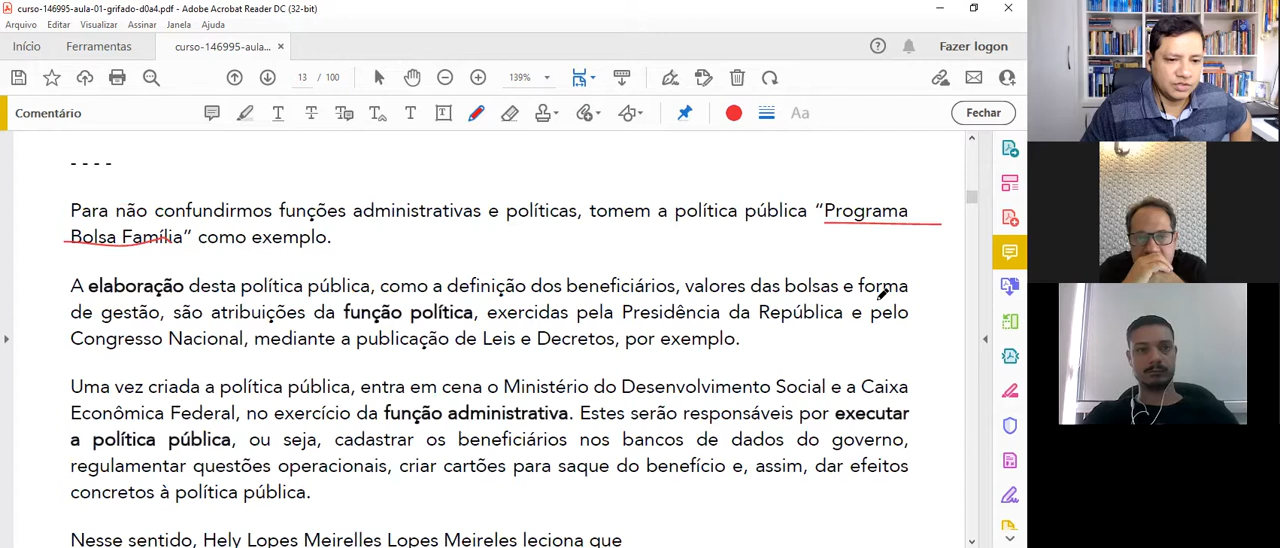 curso-146995-aula-01-grifado-d0a4.pdf - Adobe Acrobat Reader DC (32-bit)
Arquivo Editar Visualizar Assinar Janela Ajuda
Início Ferramentas curso-146995-aula... × Fazer logon
13 / 100 139%
Comentário Aa Fechar
- - - -
Para não confundirmos funções administrativas e políticas, tomem a política pública “Programa
Bolsa Família” como exemplo.
A elaboração desta política pública, como a definição dos beneficiários, valores das bolsas e forma
de gestão, são atribuições da função política, exercidas pela Presidência da República e pelo
Congresso Nacional, mediante a publicação de Leis e Decretos, por exemplo.
Uma vez criada a política pública, entra em cena o Ministério do Desenvolvimento Social e a Caixa
Econômica Federal, no exercício da função administrativa. Estes serão responsáveis por executar
a política pública, ou seja, cadastrar os beneficiários nos bancos de dados do governo,
regulamentar questões operacionais, criar cartões para saque do benefício e, assim, dar efeitos
concretos à política pública.
Nesse sentido, Hely Lopes Meirelles Lopes Meireles leciona que